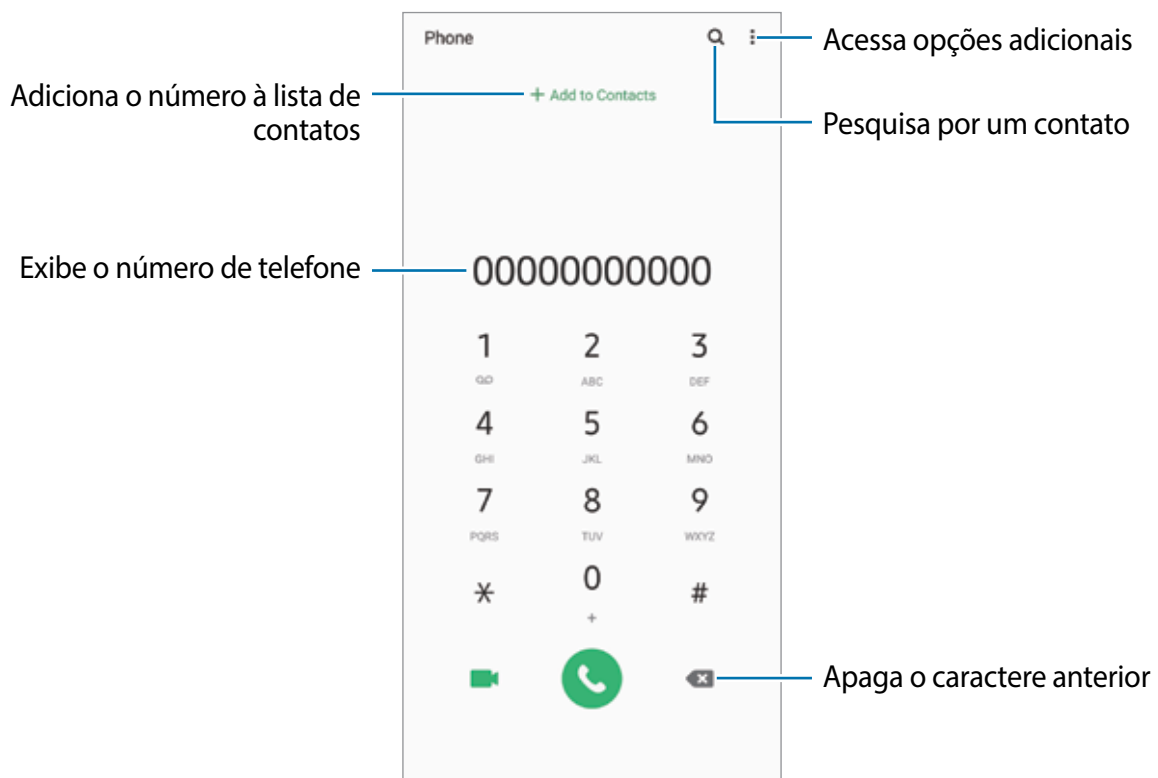 Phone
Acessa opções adicionais
Adiciona o número à lista de
contatos
+ Add to Contacts
Pesquisa por um contato
Exibe o número de telefone
00000000000
1 2 3
ABC DEF
4 5 6
GHI JKL MNO
7 8 9
PQRS TUV WXYZ
* 0 #
+
Apaga o caractere anterior